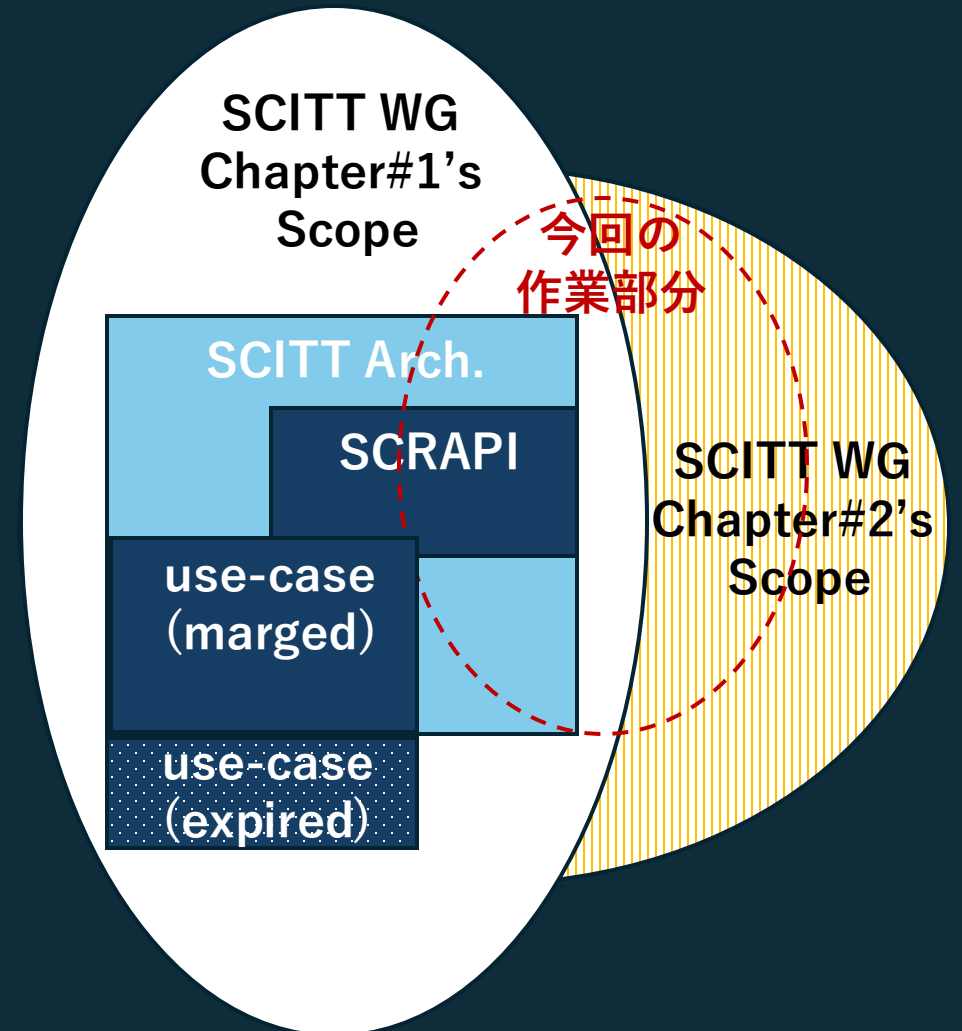 SCITT WG
Chapter#1’s
Scope
今回の
作業部分
SCITT Arch.
SCRAPI
SCITT WG
Chapter#2’s
Scope
use-case
(marged)
use-case
(expired)